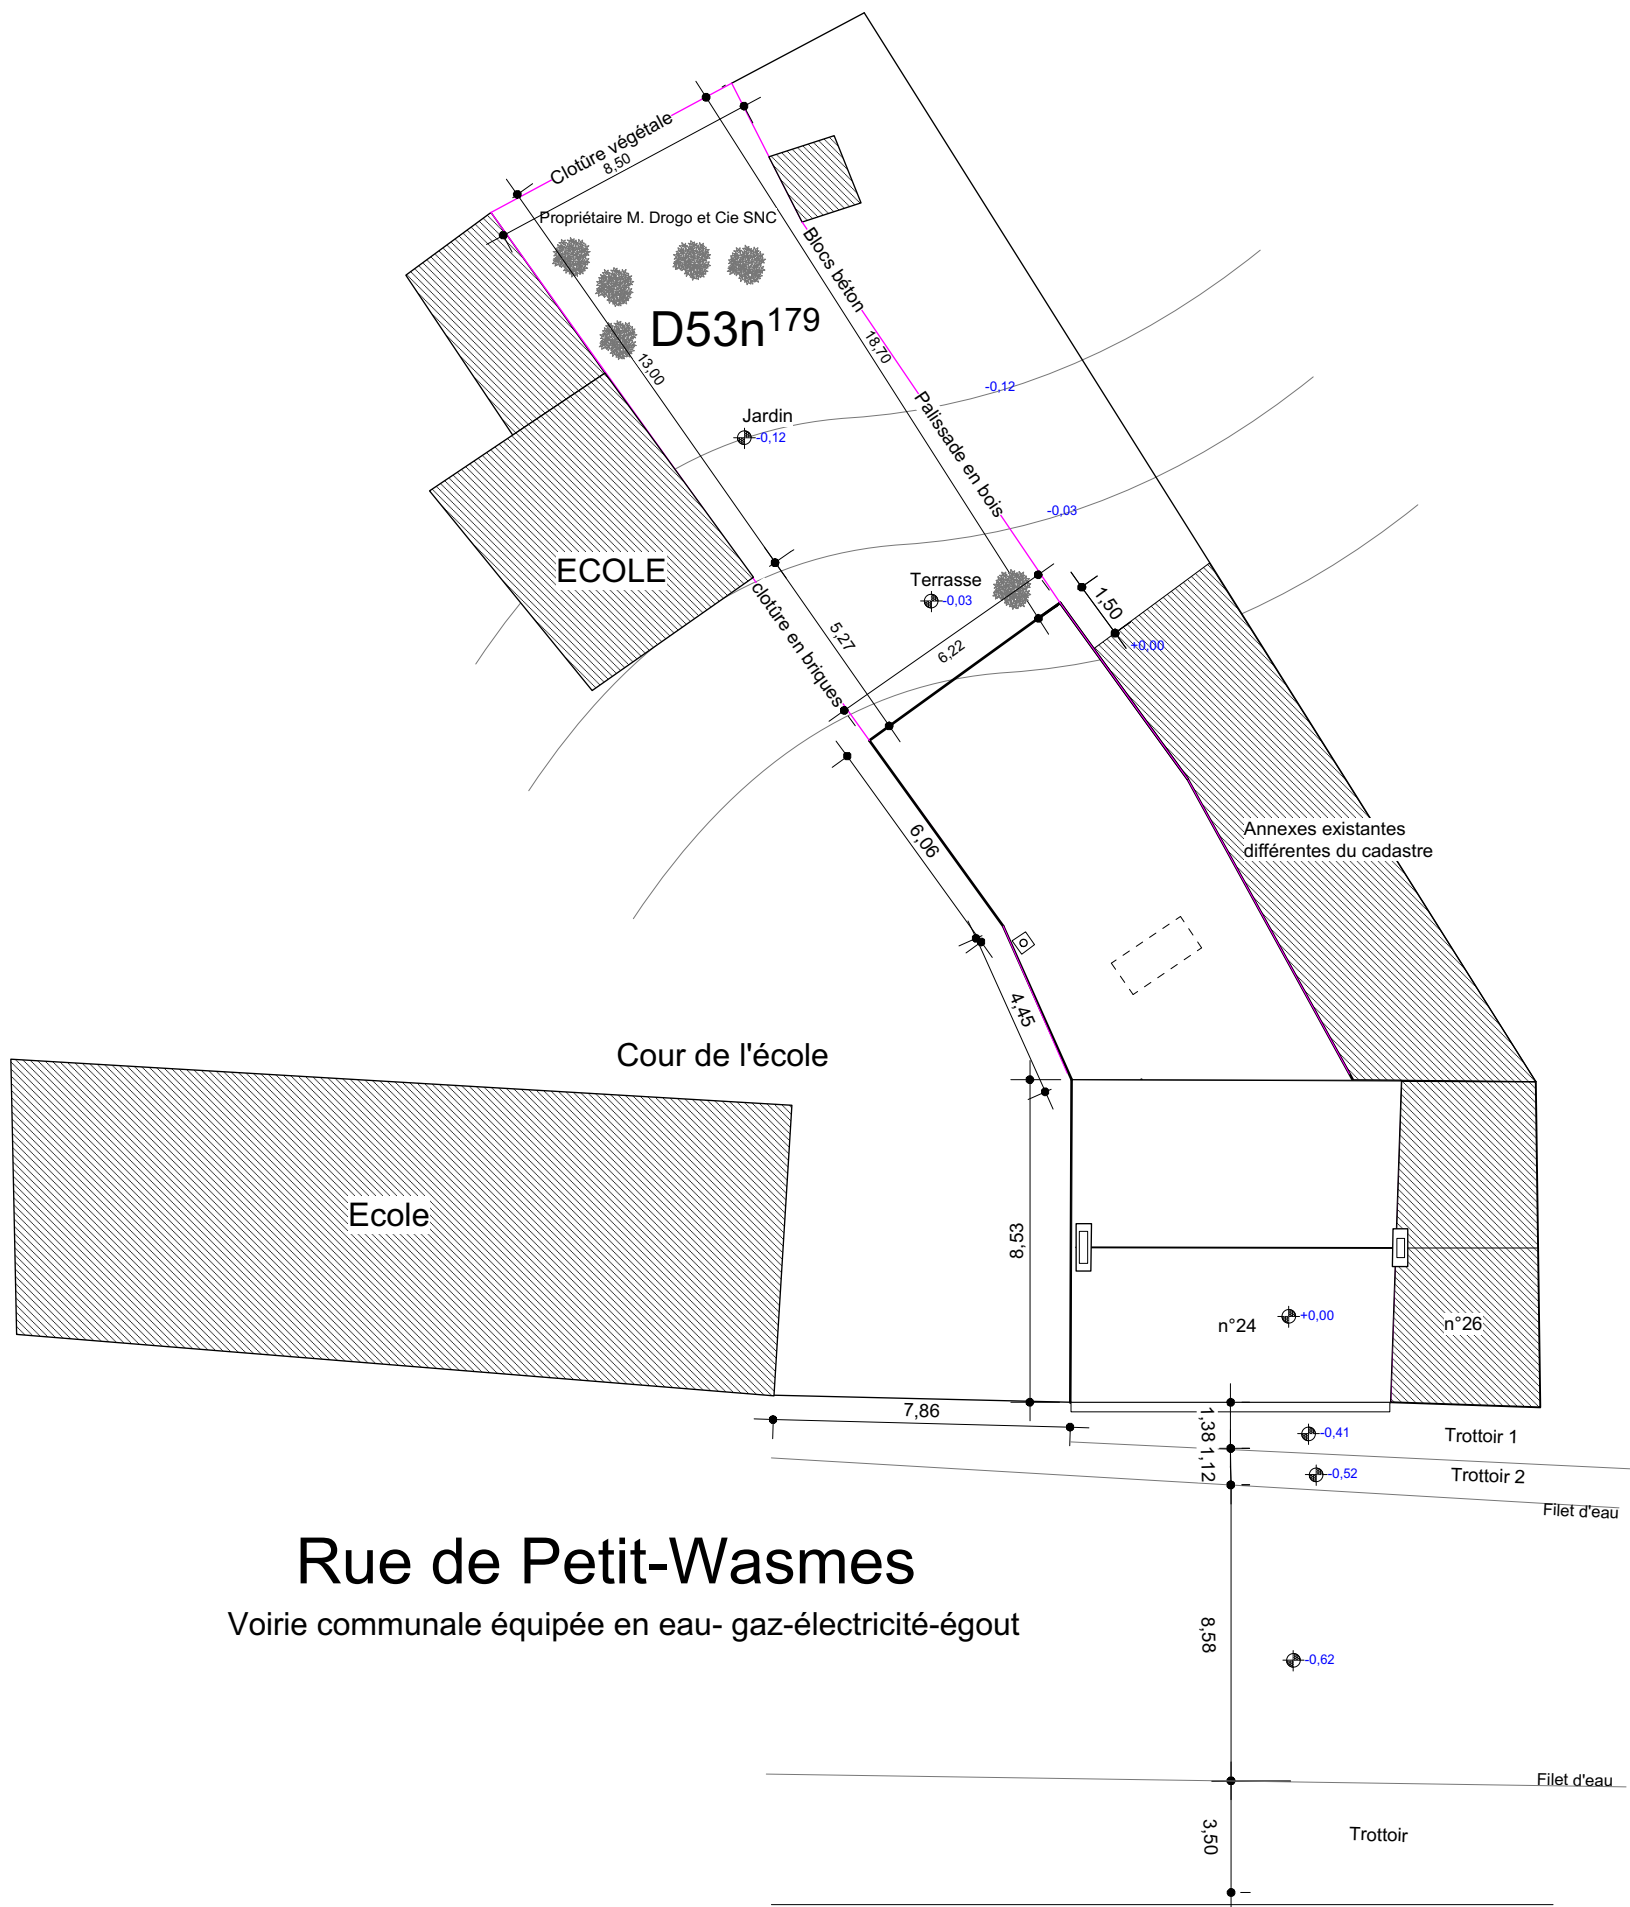 Clotûre végétale
8,50
Propriétaire M. Drogo et Cie SNC
Blocs béton
D53n179
18,70
13,00
-0,12
Palissade en bois
Jardin
-0,12
-0,03
ECOLE
Terrasse
-0,03
1,50
clotûre en briques
5,27
6,22
+0,00
6,06
Annexes existantes
différentes du cadastre
4,45
Cour de l'école
Ecole
8,53
n°24
+0,00
n°26
7,86
1,38
-0,41
Trottoir 1
1,12
-0,52
Trottoir 2
Filet d'eau
Rue de Petit-Wasmes
Voirie communale équipée en eau- gaz-électricité-égout
8,58
-0,62
Filet d'eau
3,50
Trottoir